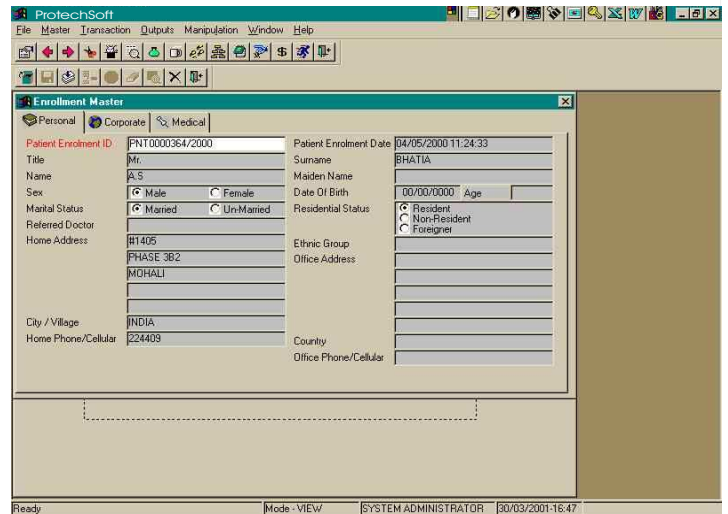 ProtechSoft
File Master Transaction Outputs Manipulation Window Help
Enrollment Master
Personal Corporate Medical
Patient Enrolment ID PNT0000364/2000 Patient Enrolment Date 04/05/2000 11:24:33
Title Mr. Surname BHATIA
Name A.S Maiden Name
Sex Male Female Date Of Birth 00/00/0000 Age
Marital Status Married Un-Married Residential Status Resident
Non-Resident
Foreigner
Referred Doctor
Home Address #1405 Ethnic Group
PHASE 3B2 Office Address
MOHALI
City / Village INDIA
Home Phone/Cellular 224409 Country
Office Phone/Cellular
Ready Mode - VIEW SYSTEM ADMINISTRATOR 30/03/2001-16:47